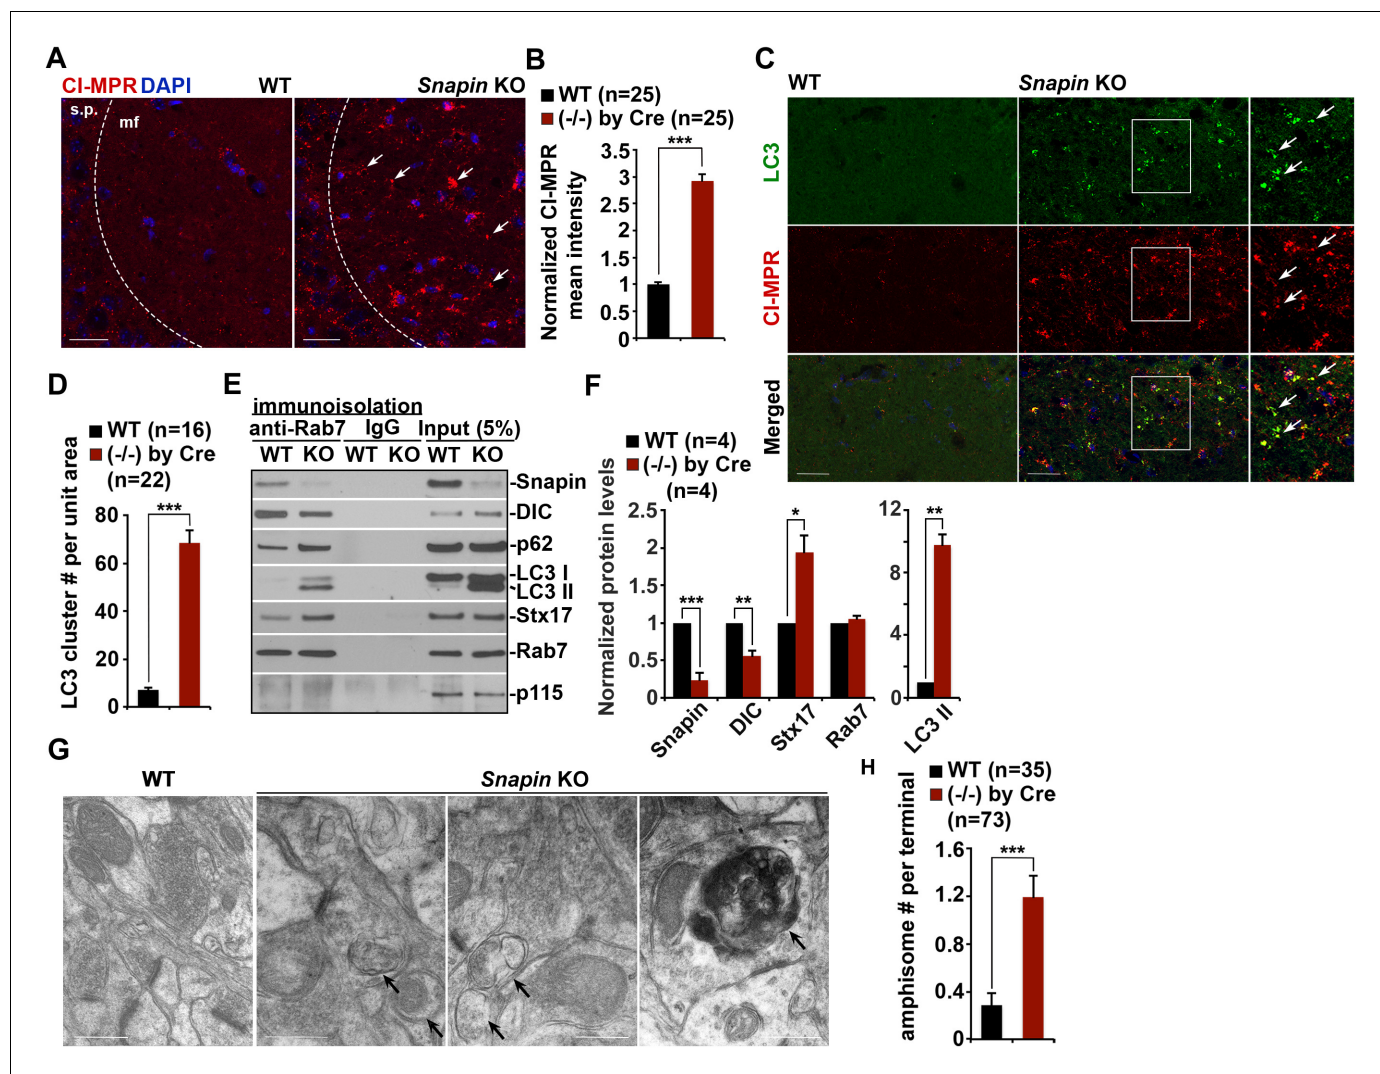 A
CI-MPR DAPI WT Snapin KO
s.p.
mf
B
WT (n=25)
(-/-) by Cre (n=25)
***
Normalized CI-MPR
mean intensity
3.5
3
2.5
2
1.5
1
0.5
0
C
WT Snapin KO
LC3
CI-MPR
Merged
D
WT (n=16)
(-/-) by Cre
(n=22)
***
LC3 cluster # per unit area
80
60
40
20
0
E
immunoisolation
anti-Rab7 IgG Input (5%)
WT KO WT KO WT KO
-Snapin
-DIC
-p62
-LC3 I
-LC3 II
-Stx17
-Rab7
-p115
F
WT (n=4)
(-/-) by Cre
(n=4)
Normalized protein levels
2.5
2
1.5
1
0.5
0
*** ** *
Snapin DIC Stx17 Rab7
12
8
4
0
**
LC3 II
G
WT Snapin KO
H
WT (n=35)
(-/-) by Cre
(n=73)
***
amphisome # per terminal
1.6
1.2
0.8
0.4
0